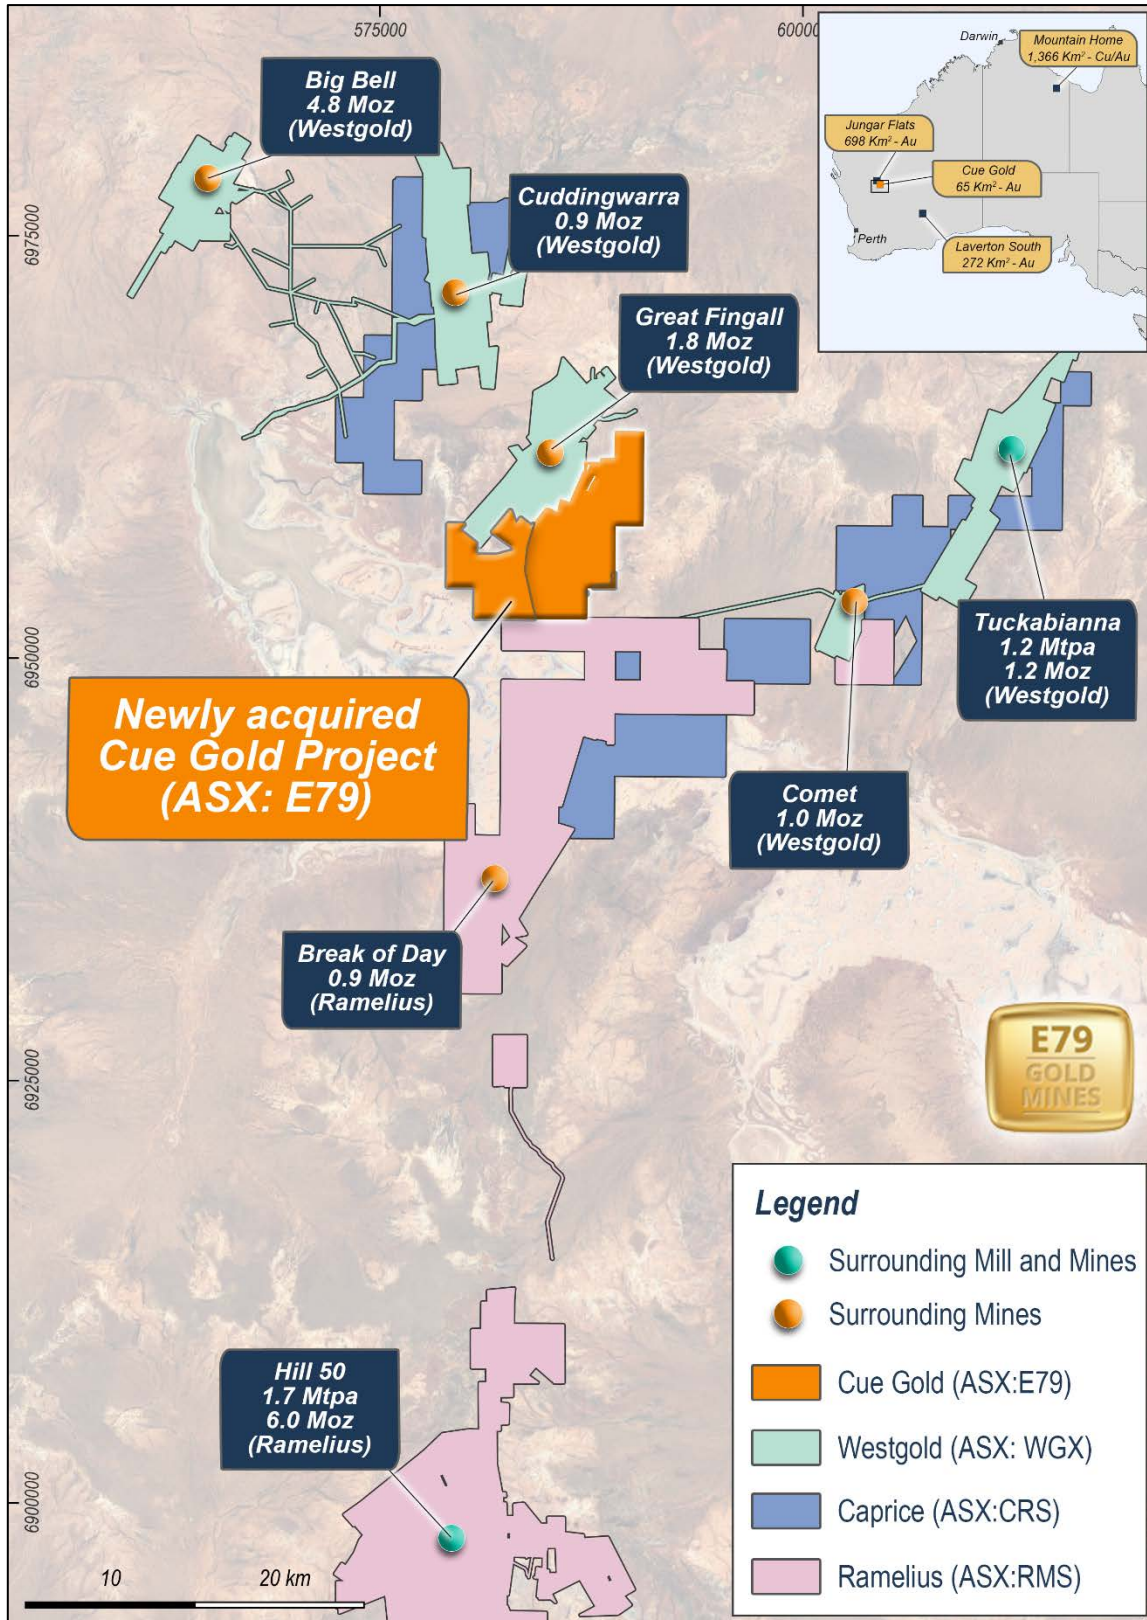 575000
60000
Darwin
Mountain Home
1,366 Km² - Cu/Au
Jungar Flats
698 Km² - Au
Cue Gold
65 Km² - Au
Perth
Laverton South
272 Km² - Au
Big Bell
4.8 Moz
(Westgold)
Cuddingwarra
0.9 Moz
(Westgold)
Great Fingall
1.8 Moz
(Westgold)
6975000
Tuckabianna
1.2 Mtpa
1.2 Moz
(Westgold)
6950000
Newly acquired
Cue Gold Project
(ASX: E79)
Comet
1.0 Moz
(Westgold)
Break of Day
0.9 Moz
(Ramelius)
E79
GOLD
MINES
6925000
Hill 50
1.7 Mtpa
6.0 Moz
(Ramelius)
6900000
Legend
Surrounding Mill and Mines
Surrounding Mines
Cue Gold (ASX:E79)
Westgold (ASX: WGX)
Caprice (ASX:CRS)
Ramelius (ASX:RMS)
10 20 km